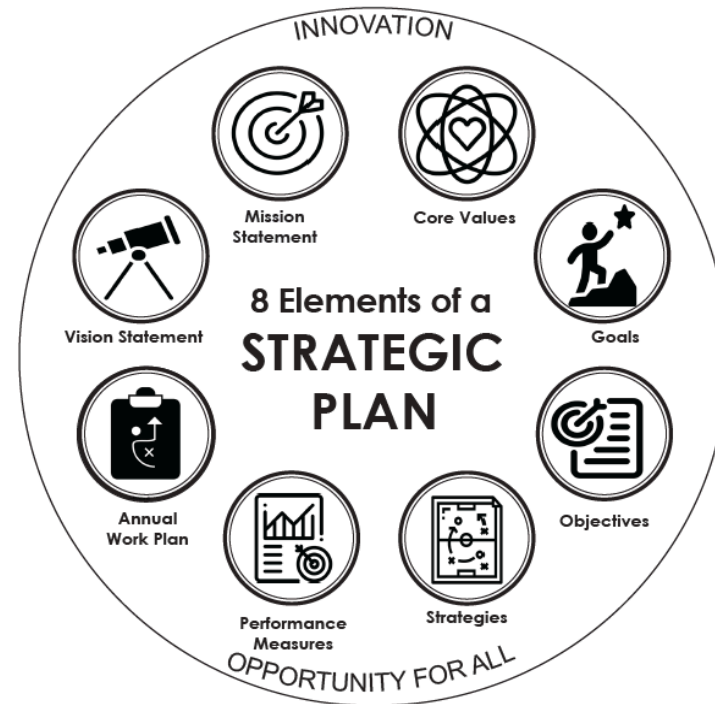 INNOVATION
Mission
Statement
Core Values
Vision Statement
8 Elements of a
STRATEGIC
PLAN
Goals
Annual
Work Plan
Objectives
Performance
Measures
Strategies
OPPORTUNITY FOR ALL